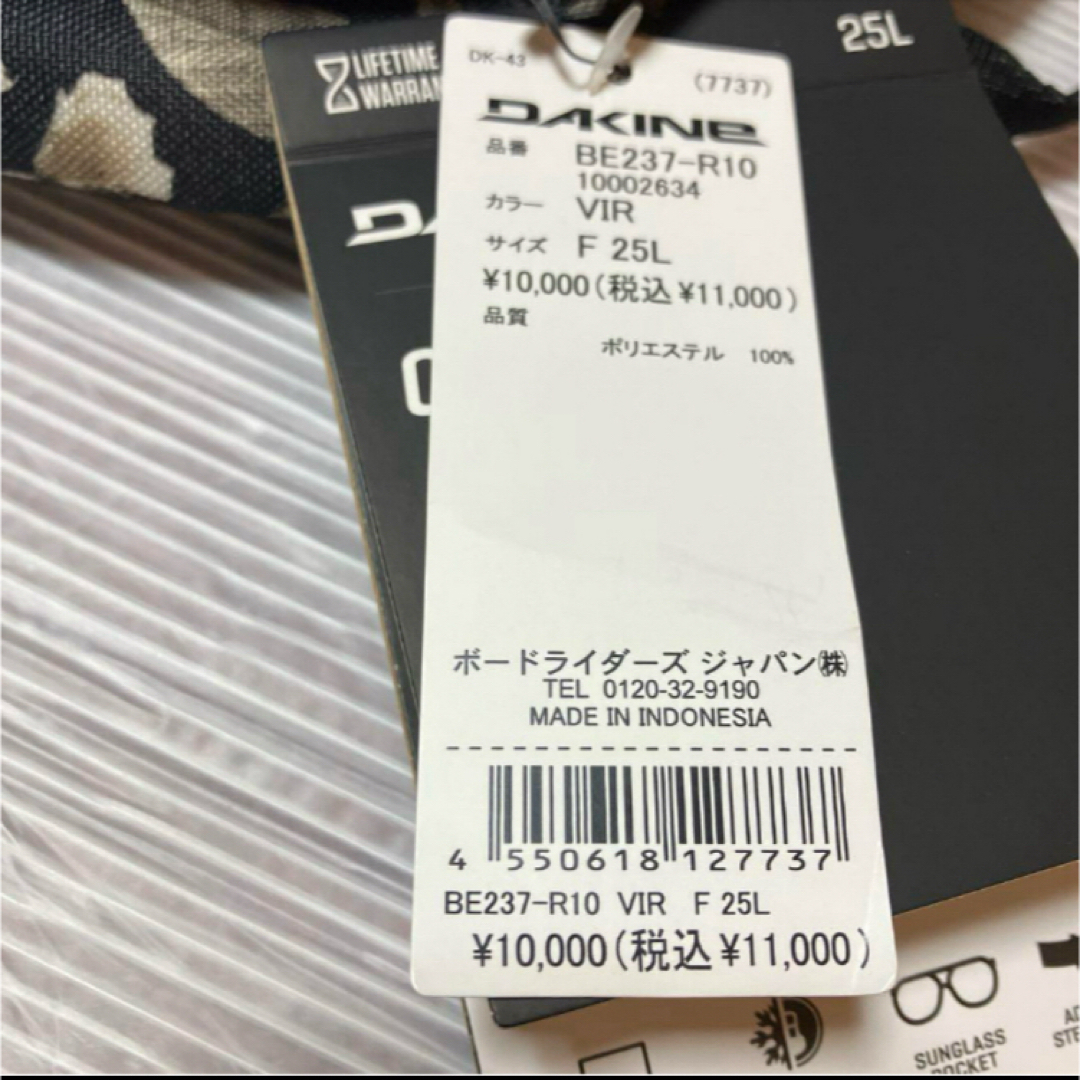 LIFETIME
25L
DK-43
(7737)
DAKINE
品番 BE237-R10
10002634
カラー VIR
サイズ F 25L
¥10,000(税込 ¥11,000)
品質
ポリエステル 100%
ボードライダーズ ジャパン㈱
TEL 0120-32-9190
MADE IN INDONESIA
4 550618 127737
BE237-R10 VIR F 25L
¥10,000(税込 ¥11,000)
SUNGLASS